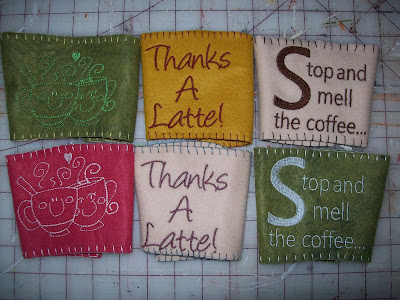 Thanks
A
Latte!
Stop and
smell
the coffee...
Thanks
A
Latte!
Stop and
smell
the coffee...